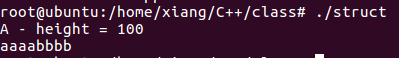 root@ubuntu:/home/xiang/C++/class# ./struct
A - height = 100
aaaabbbb